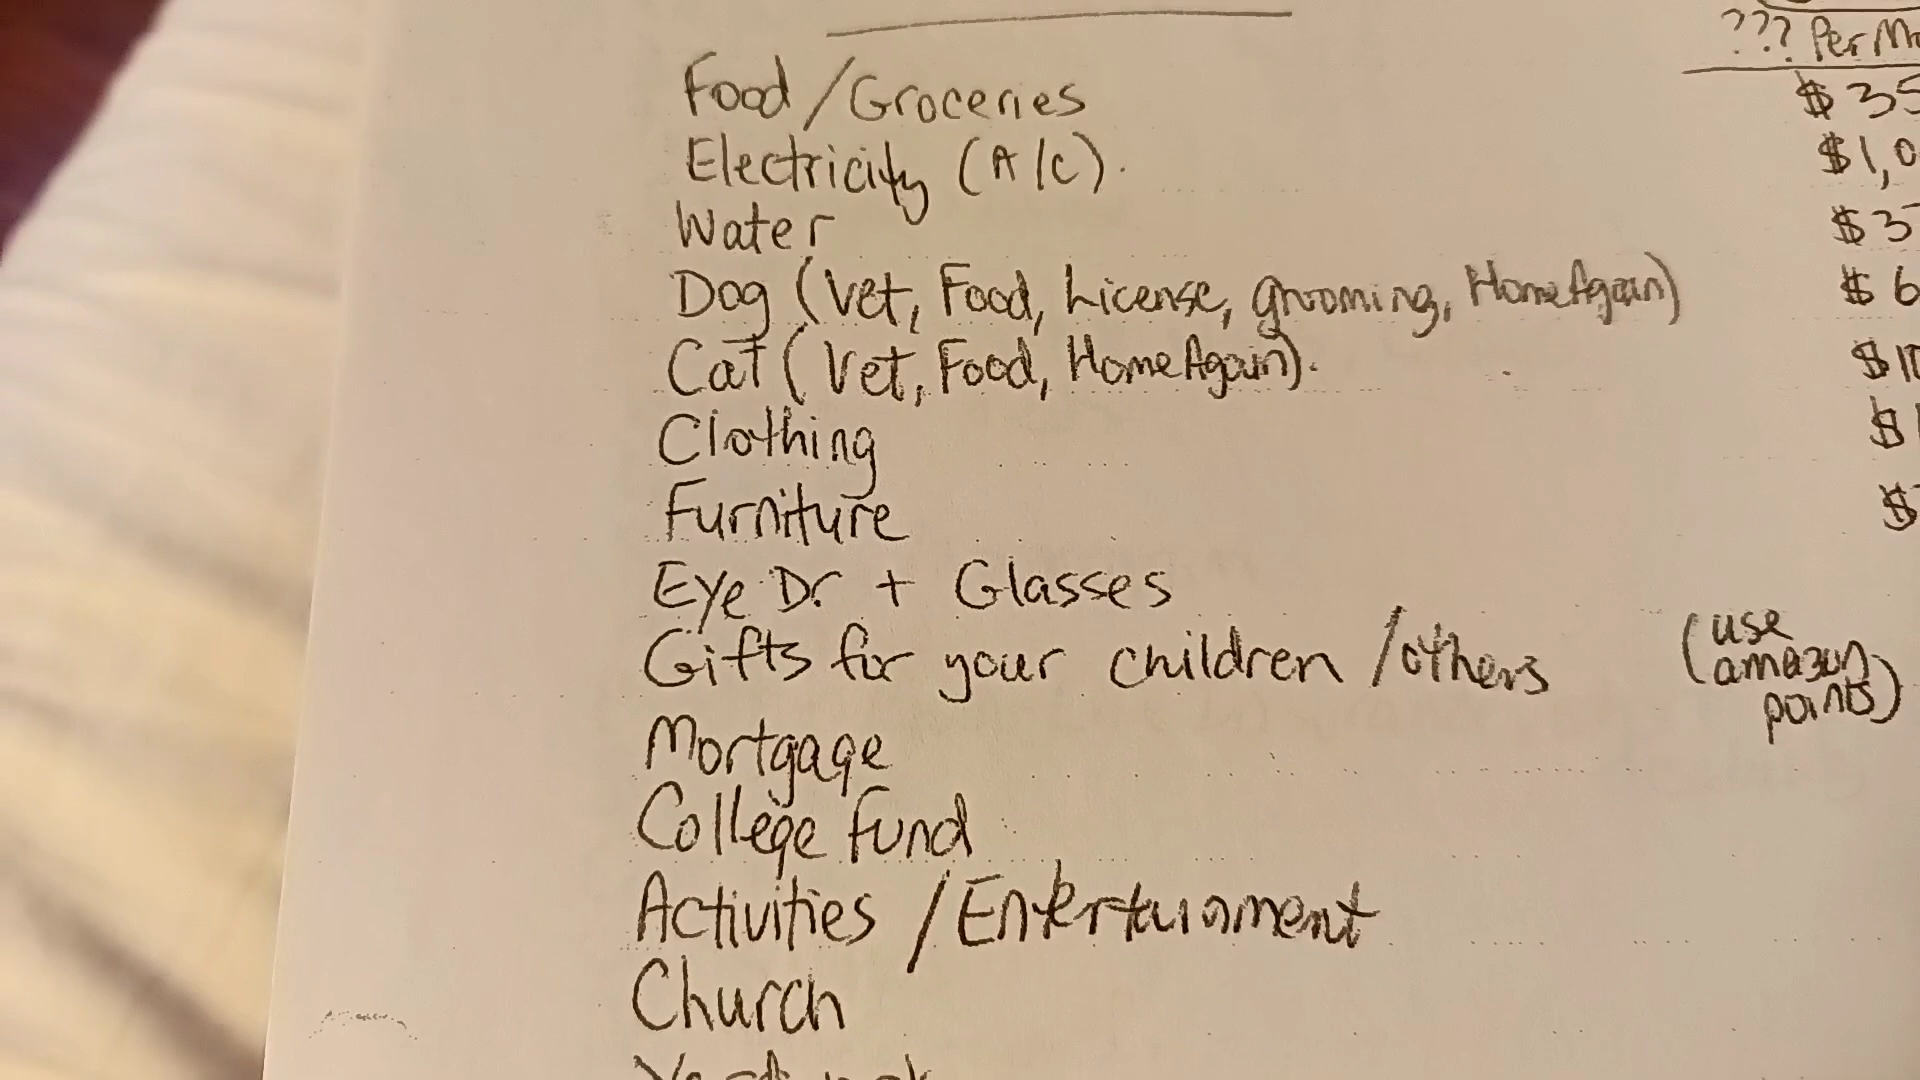 ??? Per
Food/Groceries $35
Electricity (A/C). $1,0
Water $3
Dog (Vet, Food, License, grooming, HomeAgain) $6
Cat (Vet, Food, HomeAgain). $1
Clothing $1
Furniture $
Eye Dr. + Glasses
Gifts for your children/others (use
amazon
points)
Mortgage
College fund
Activities/Entertainment
Church